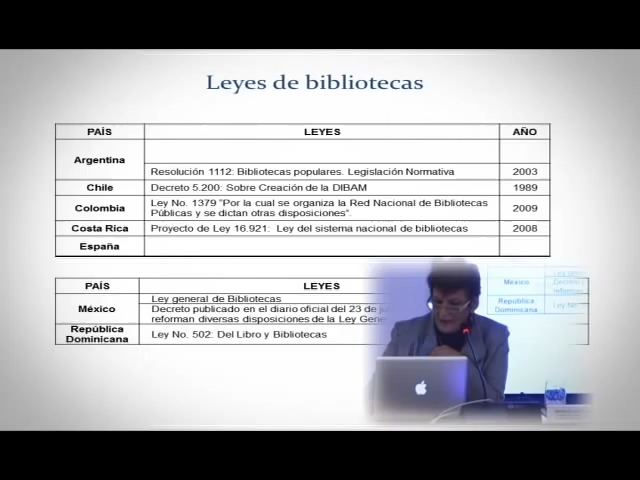 Leyes de bibliotecas
PAÍS LEYES AÑO
Argentina
Resolución 1112: Bibliotecas populares. Legislación Normativa 2003
Chile Decreto 5.200: Sobre Creación de la DIBAM 1989
Colombia Ley No. 1379 "Por la cual se organiza la Red Nacional de Bibliotecas
Públicas y se dictan otras disposiciones". 2009
Costa Rica Proyecto de Ley 16.921: Ley del sistema nacional de bibliotecas 2008
España
PAÍS LEYES
México Ley general de Bibliotecas
Decreto publicado en el diario oficial del 23 de
reforman diversas disposiciones de la Ley
República
Dominicana Ley No. 502: Del Libro y Bibliotecas
México
República
Dominicana Ley No.